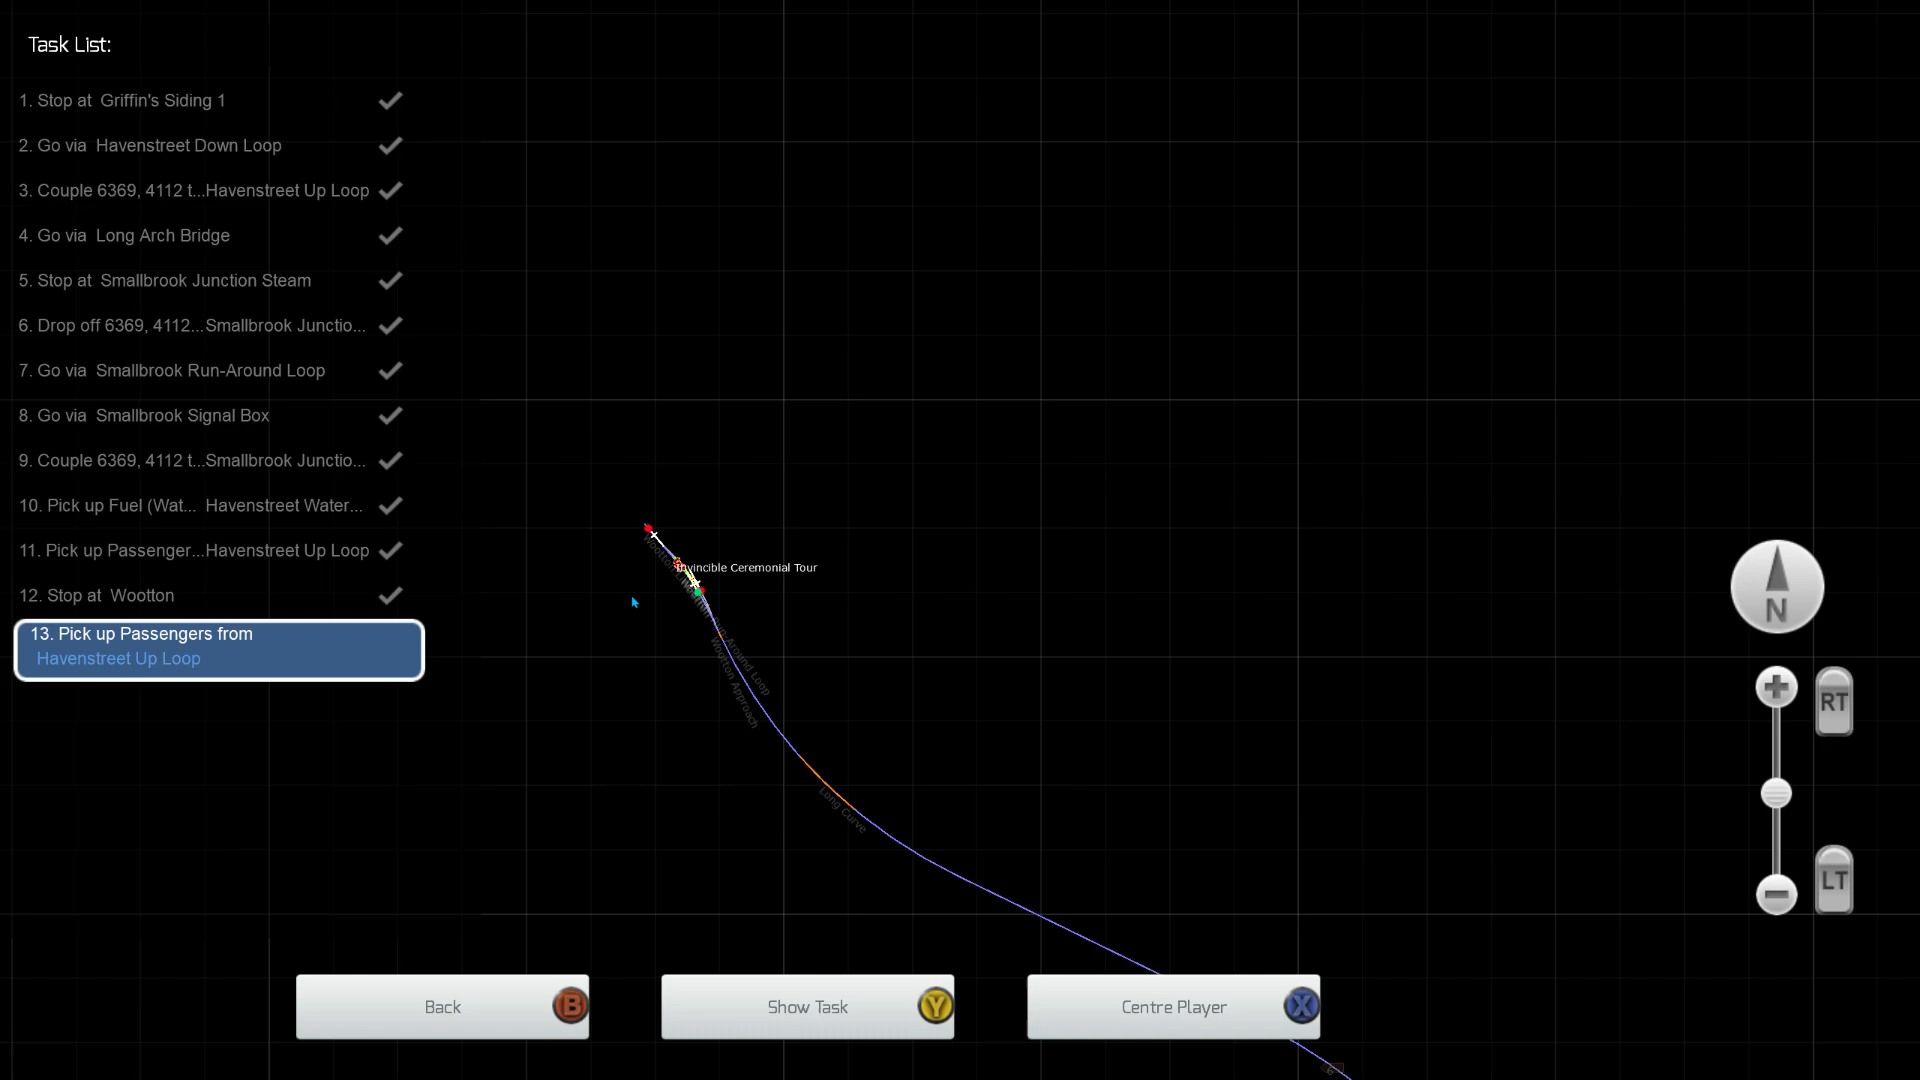 Task List:
1. Stop at  Griffin's Siding 1
2. Go via  Havenstreet Down Loop
3. Couple 6369, 4112 t...Havenstreet Up Loop
4. Go via  Long Arch Bridge
5. Stop at  Smallbrook Junction Steam
6. Drop off 6369, 4112...Smallbrook Junctio...
7. Go via  Smallbrook Run-Around Loop
8. Go via  Smallbrook Signal Box
9. Couple 6369, 4112 t...Smallbrook Junctio...
10. Pick up Fuel (Wat...  Havenstreet Water...
11. Pick up Passenger...Havenstreet Up Loop
12. Stop at  Wootton
13. Pick up Passengers from
Havenstreet Up Loop
Invincible Ceremonial Tour
Wootton
Run-Around Loop
Wootton Approach
Long Curve
N
RT
LT
Back B
Show Task Y
Centre Player X